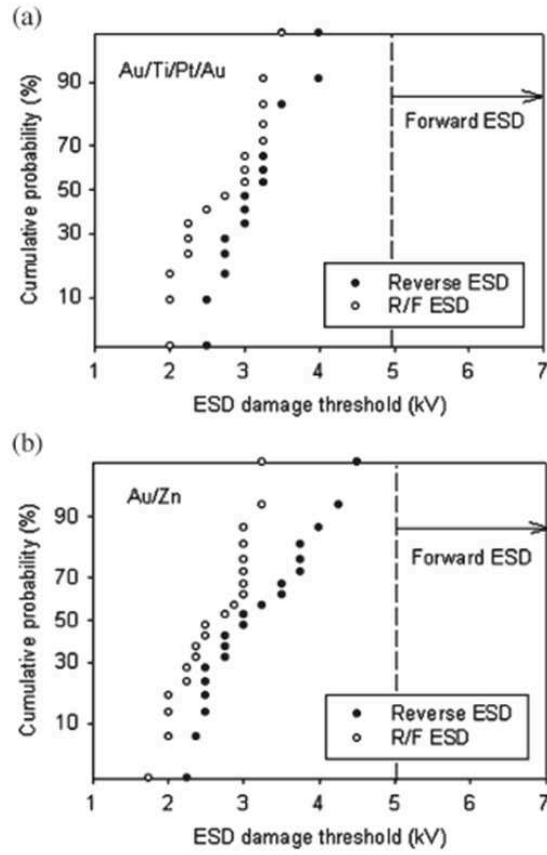 (a)
Au/Ti/Pt/Au
Cumulative probability (%)
90
70
50
30
10
Forward ESD
Reverse ESD
R/F ESD
1 2 3 4 5 6 7
ESD damage threshold (kV)
(b)
Au/Zn
Cumulative probability (%)
90
70
50
30
10
Forward ESD
Reverse ESD
R/F ESD
1 2 3 4 5 6 7
ESD damage threshold (kV)